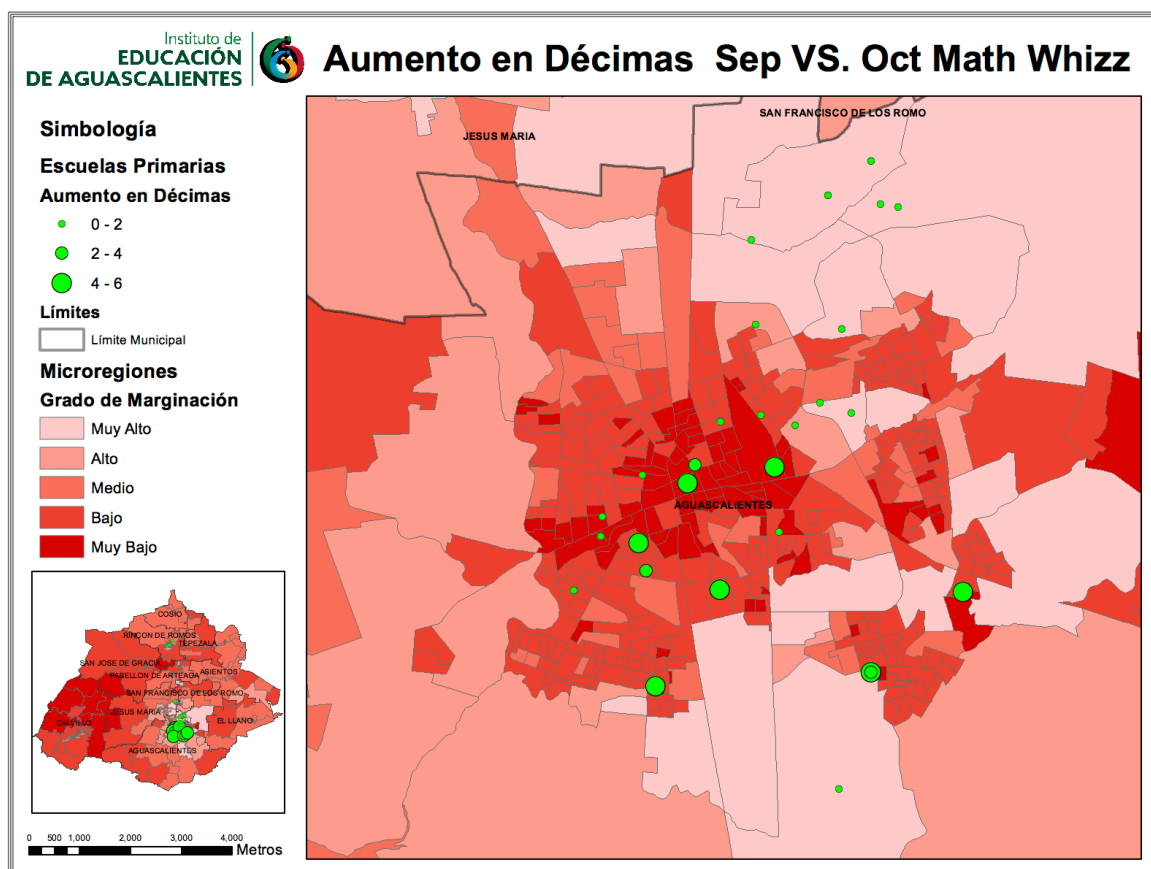 Instituto de
EDUCACIÓN
DE AGUASCALIENTES
Aumento en Décimas Sep VS. Oct Math Whizz
Simbología
Escuelas Primarias
Aumento en Décimas
0 - 2
2 - 4
4 - 6
Límites
Límite Municipal
Microregiones
Grado de Marginación
Muy Alto
Alto
Medio
Bajo
Muy Bajo
JESUS MARIA
SAN FRANCISCO DE LOS ROMO
AGUASCALIENTES
COSIO
RINCON DE ROMOS
TEPEZALA
SAN JOSE DE GRACIA
PABELLON DE ARTEAGA
ASIENTOS
SAN FRANCISCO DE LOS ROMO
JESUS MARIA
CALVILLO
EL LLANO
AGUASCALIENTES
0 500 1,000 2,000 3,000 4,000
Metros